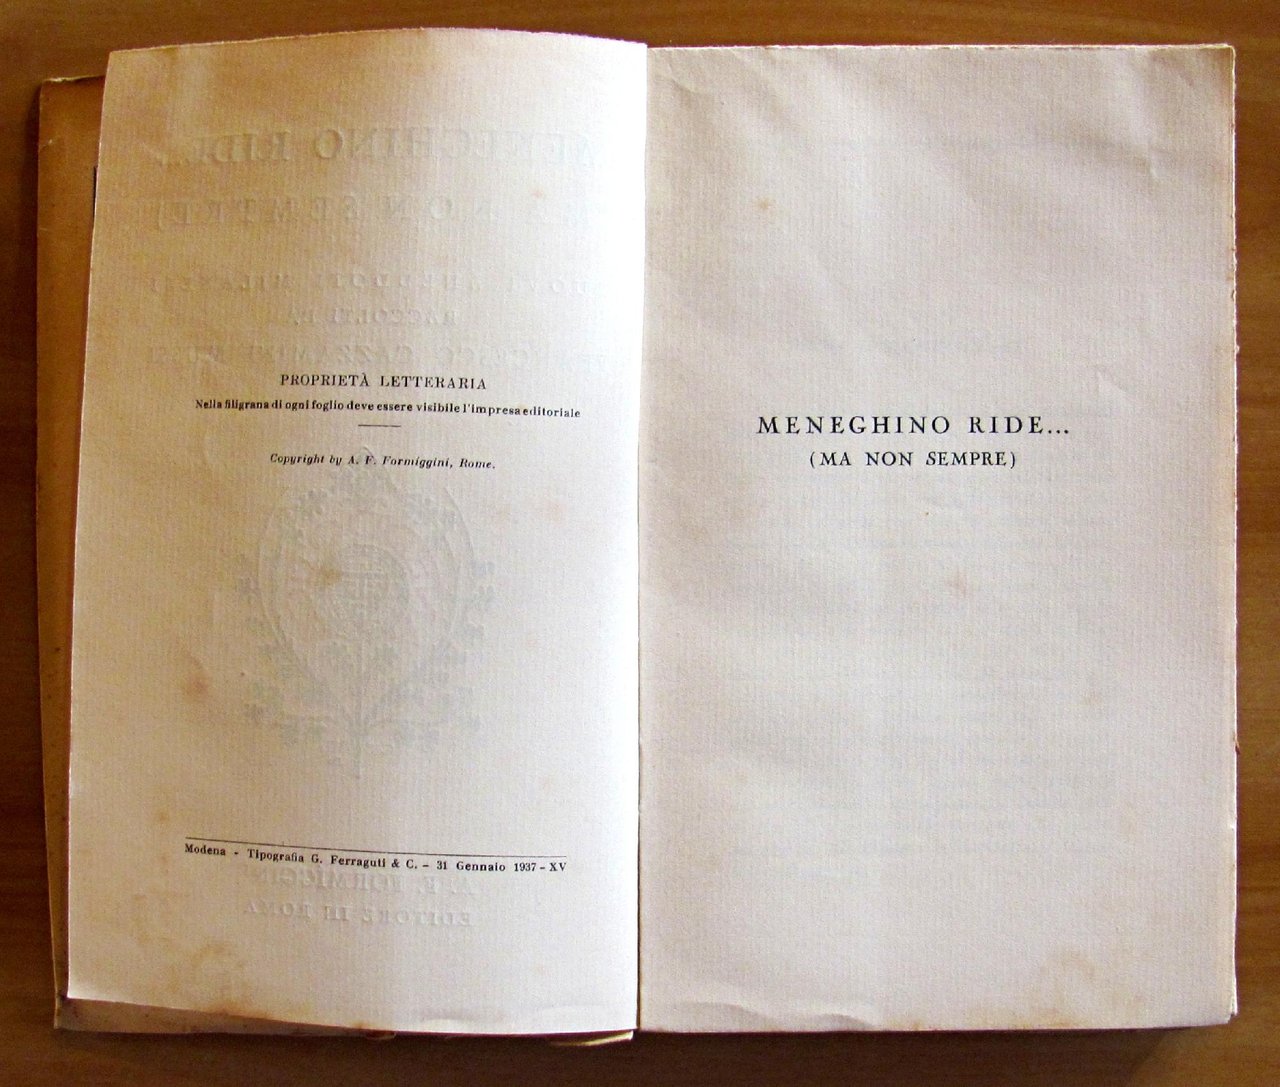 PROPRIETÀ LETTERARIA
Nella filigrana di ogni foglio deve essere visibile l'impresa editoriale
Copyright by A. F. Formiggini, Rome.
Modena - Tipografia G. Ferraguti & C. - 31 Gennaio 1937 - XV
MENEGHINO RIDE...
(MA NON SEMPRE)